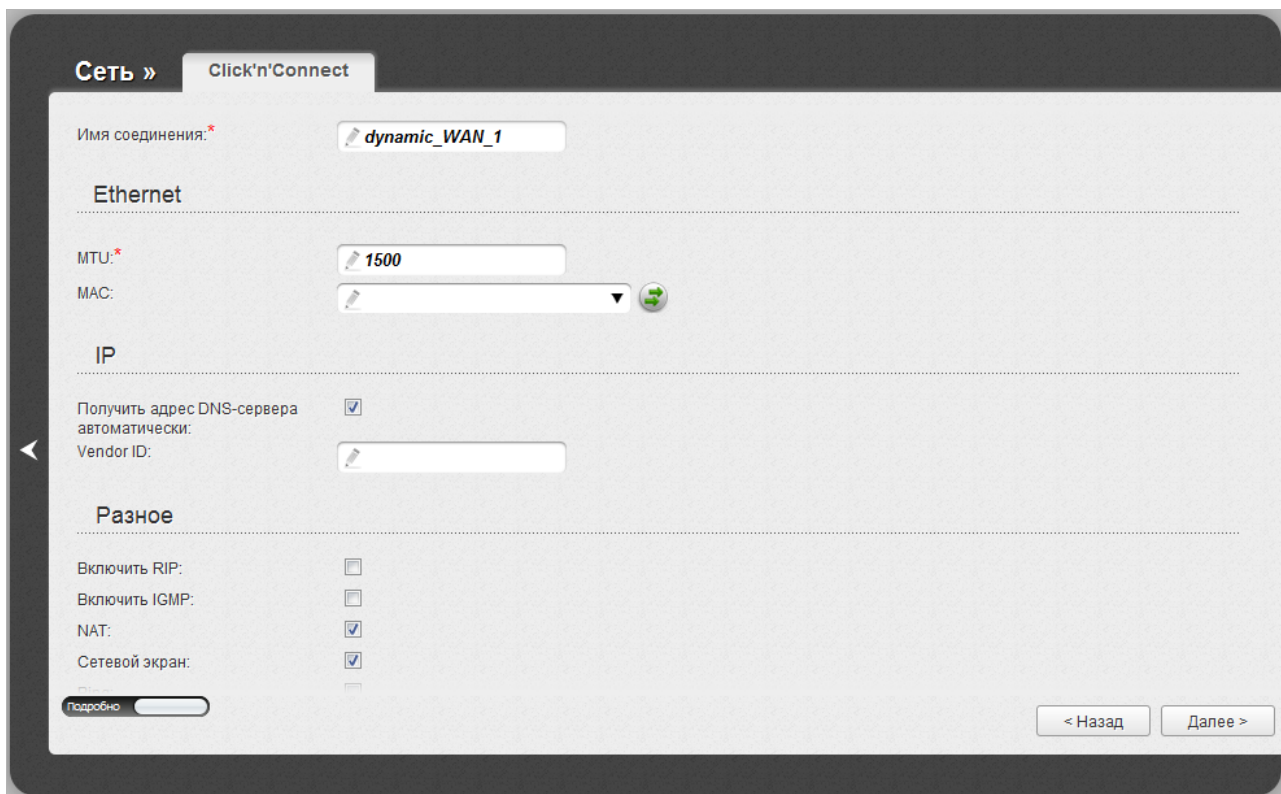 Сеть »
Click'n'Connect
Имя соединения:*
dynamic_WAN_1
Ethernet
MTU:*
1500
MAC:
IP
Получить адрес DNS-сервера
автоматически:
Vendor ID:
Разное
Включить RIP:
Включить IGMP:
NAT:
Сетевой экран:
Ping:
Подробно
< Назад
Далее >